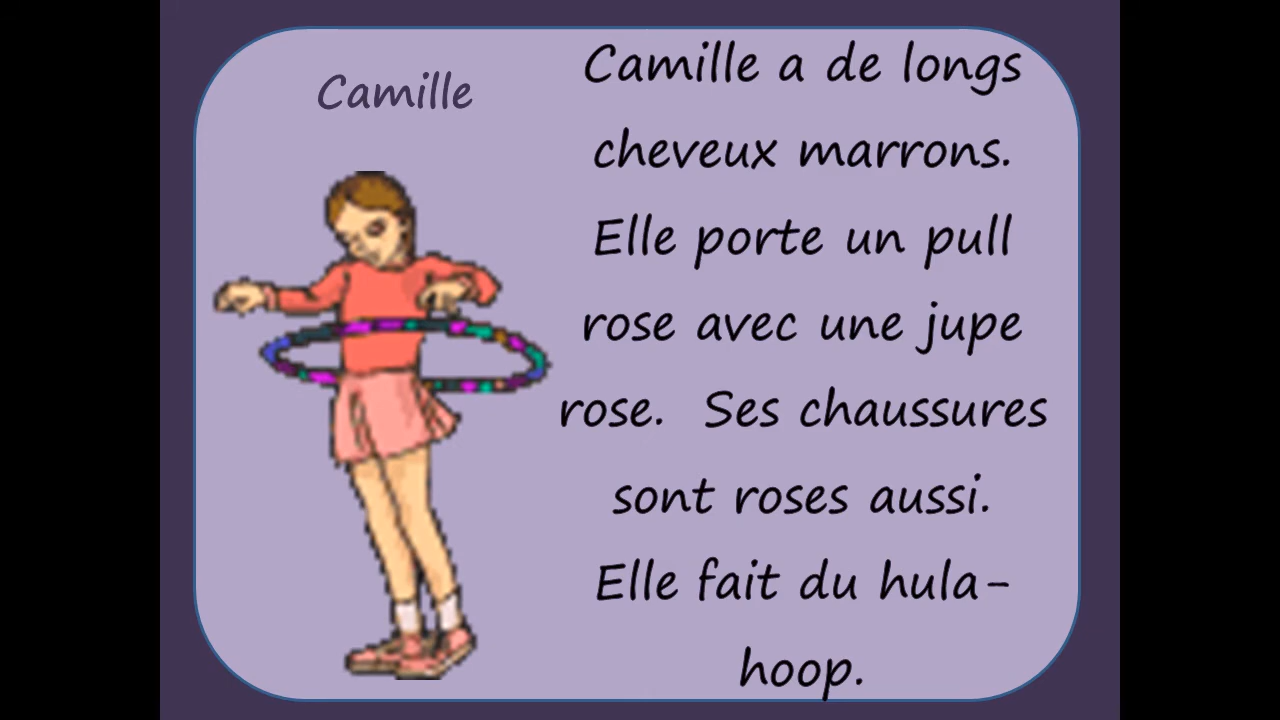 Camille
Camille a de longs
cheveux marrons.
Elle porte un pull
rose avec une jupe
rose. Ses chaussures
sont roses aussi.
Elle fait du hula-
hoop.